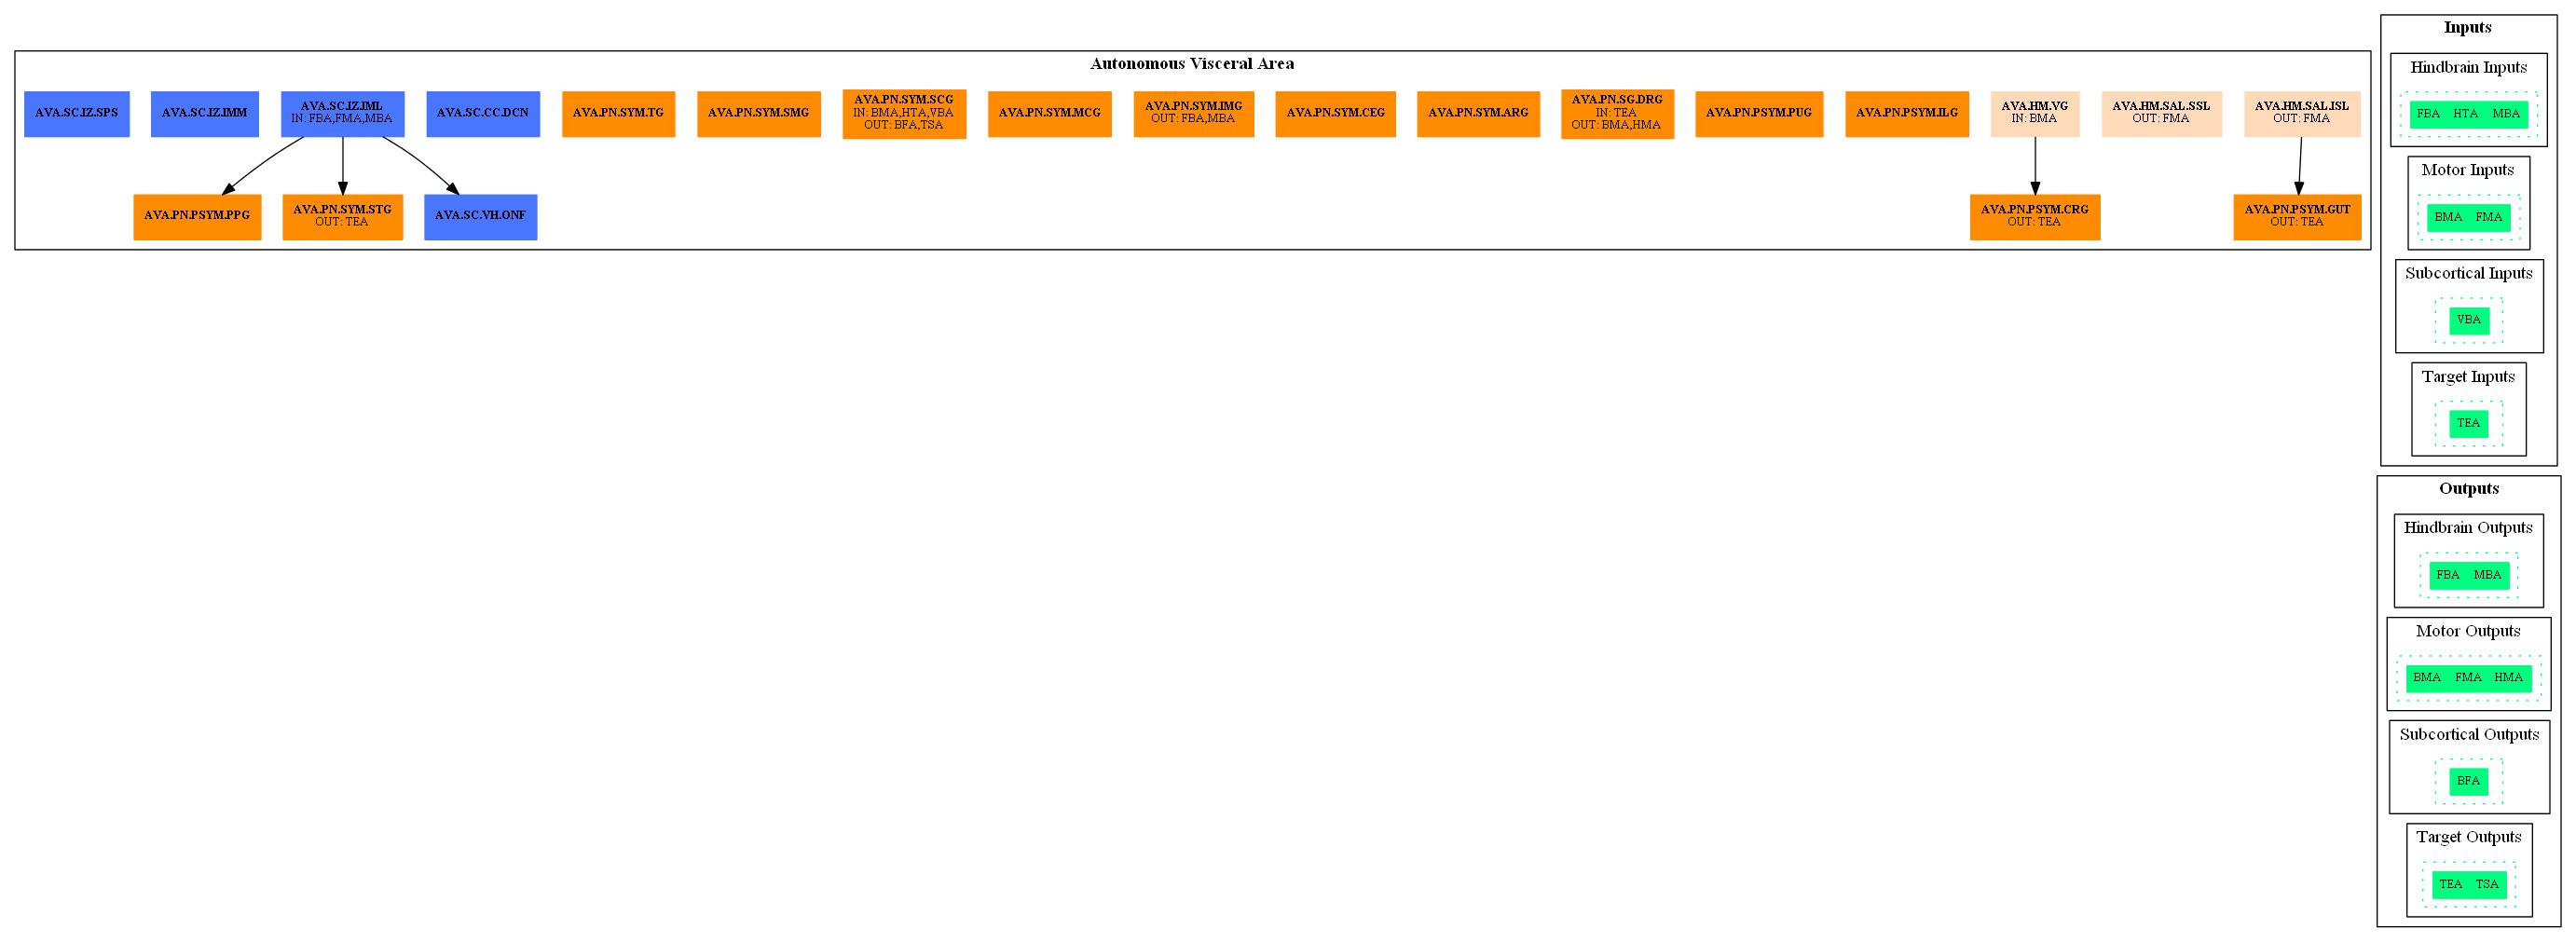 Autonomous Visceral Area
AVA.SC.IZ.SPS
AVA.SC.IZ.IMM
AVA.SC.IZ.IML
IN: FBA,FMA,MBA
AVA.SC.CC.DCN
AVA.PN.SYM.TG
AVA.PN.SYM.SMG
AVA.PN.SYM.SCG
IN: BMA,HTA,VBA
OUT: BFA,TSA
AVA.PN.SYM.MCG
AVA.PN.SYM.IMG
OUT: FBA,MBA
AVA.PN.SYM.CEG
AVA.PN.SYM.ARG
AVA.PN.SG.DRG
IN: TEA
OUT: BMA,HMA
AVA.PN.PSYM.PUG
AVA.PN.PSYM.ILG
AVA.HM.VG
IN: BMA
AVA.HM.SAL.SSL
OUT: FMA
AVA.HM.SAL.ISL
OUT: FMA
AVA.PN.PSYM.PPG
AVA.PN.SYM.STG
OUT: TEA
AVA.SC.VH.ONF
AVA.PN.PSYM.CRG
OUT: TEA
AVA.PN.PSYM.GUT
OUT: TEA
Inputs
Hindbrain Inputs
FBA HTA MBA
Motor Inputs
BMA FMA
Subcortical Inputs
VBA
Target Inputs
TEA
Outputs
Hindbrain Outputs
FBA MBA
Motor Outputs
BMA FMA HMA
Subcortical Outputs
BFA
Target Outputs
TEA TSA